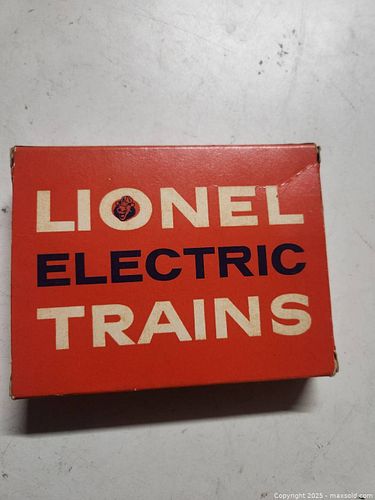 LIONEL
ELECTRIC
TRAINS
Copyright 2025 - maxsold.com